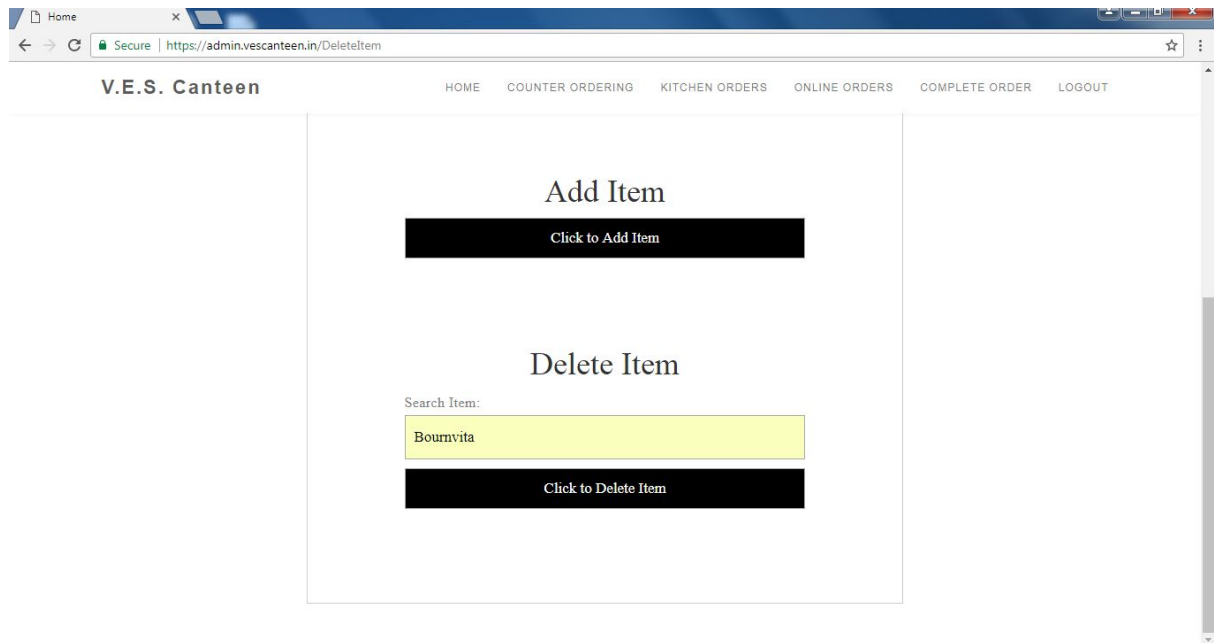 Home
Secure | https://admin.vescanteen.in/DeleteItem
V.E.S. Canteen HOME COUNTER ORDERING KITCHEN ORDERS ONLINE ORDERS COMPLETE ORDER LOGOUT
Add Item
Click to Add Item
Delete Item
Search Item:
Bournvita
Click to Delete Item